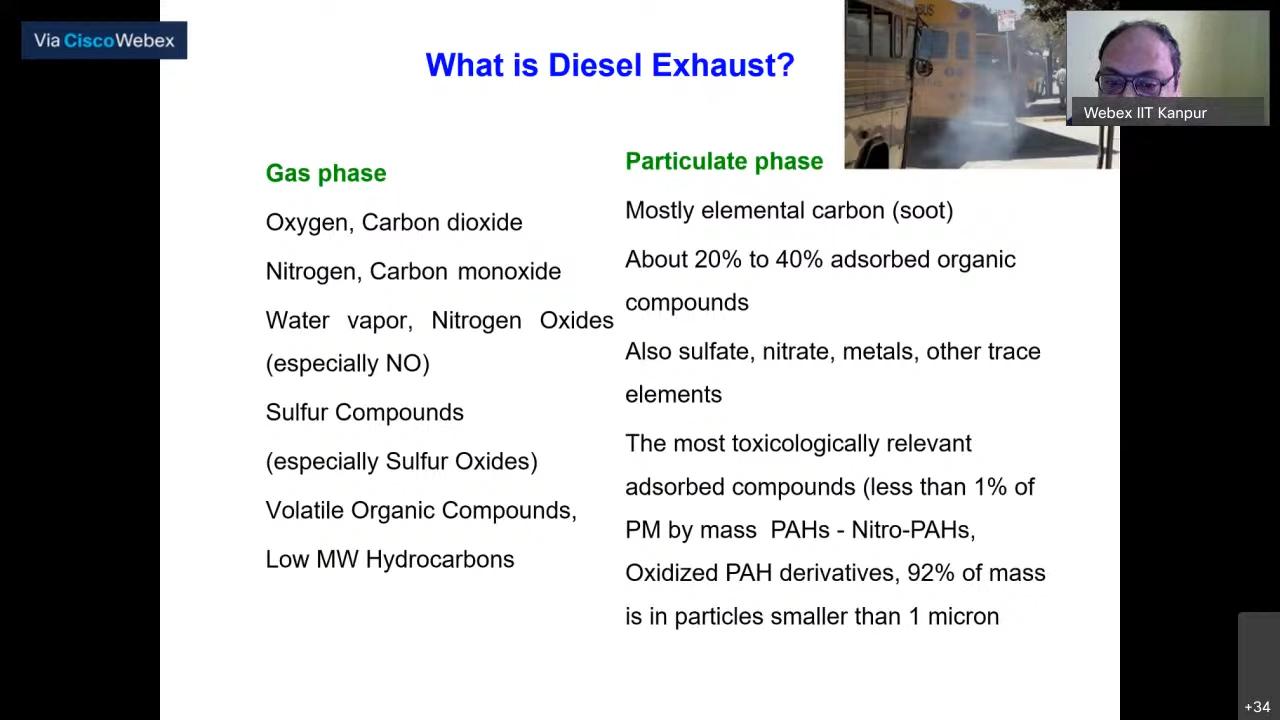 Via Cisco Webex
What is Diesel Exhaust?
BUS
Webex IIT Kanpur
Gas phase
Oxygen, Carbon dioxide
Nitrogen, Carbon monoxide
Water vapor, Nitrogen Oxides
(especially NO)
Sulfur Compounds
(especially Sulfur Oxides)
Volatile Organic Compounds,
Low MW Hydrocarbons
Particulate phase
Mostly elemental carbon (soot)
About 20% to 40% adsorbed organic
compounds
Also sulfate, nitrate, metals, other trace
elements
The most toxicologically relevant
adsorbed compounds (less than 1% of
PM by mass PAHs - Nitro-PAHs,
Oxidized PAH derivatives, 92% of mass
is in particles smaller than 1 micron
+34